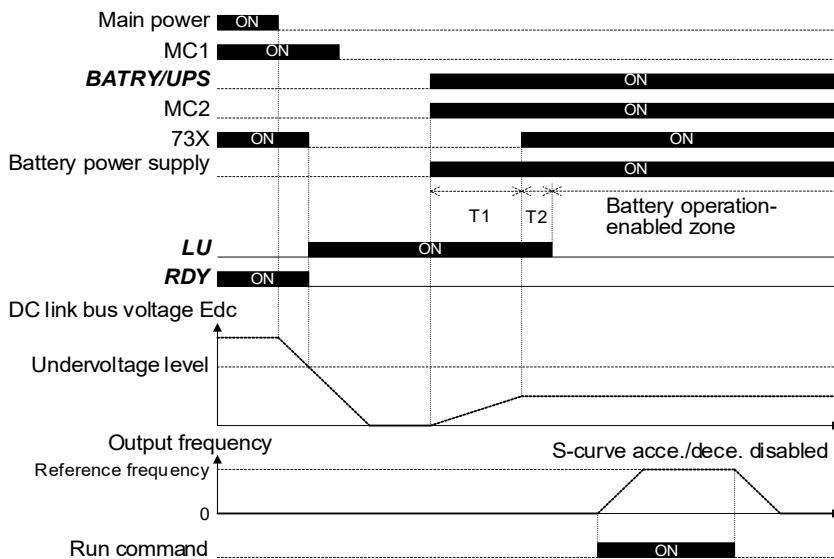 Main power ON
MC1 ON
BATRY/UPS ON
MC2 ON
73X ON ON
Battery power supply ON
T1 T2 Battery operation-
enabled zone
LU ON
RDY ON
DC link bus voltage Edc
Undervoltage level
Output frequency S-curve acce./dece. disabled
Reference frequency
0
Run command ON